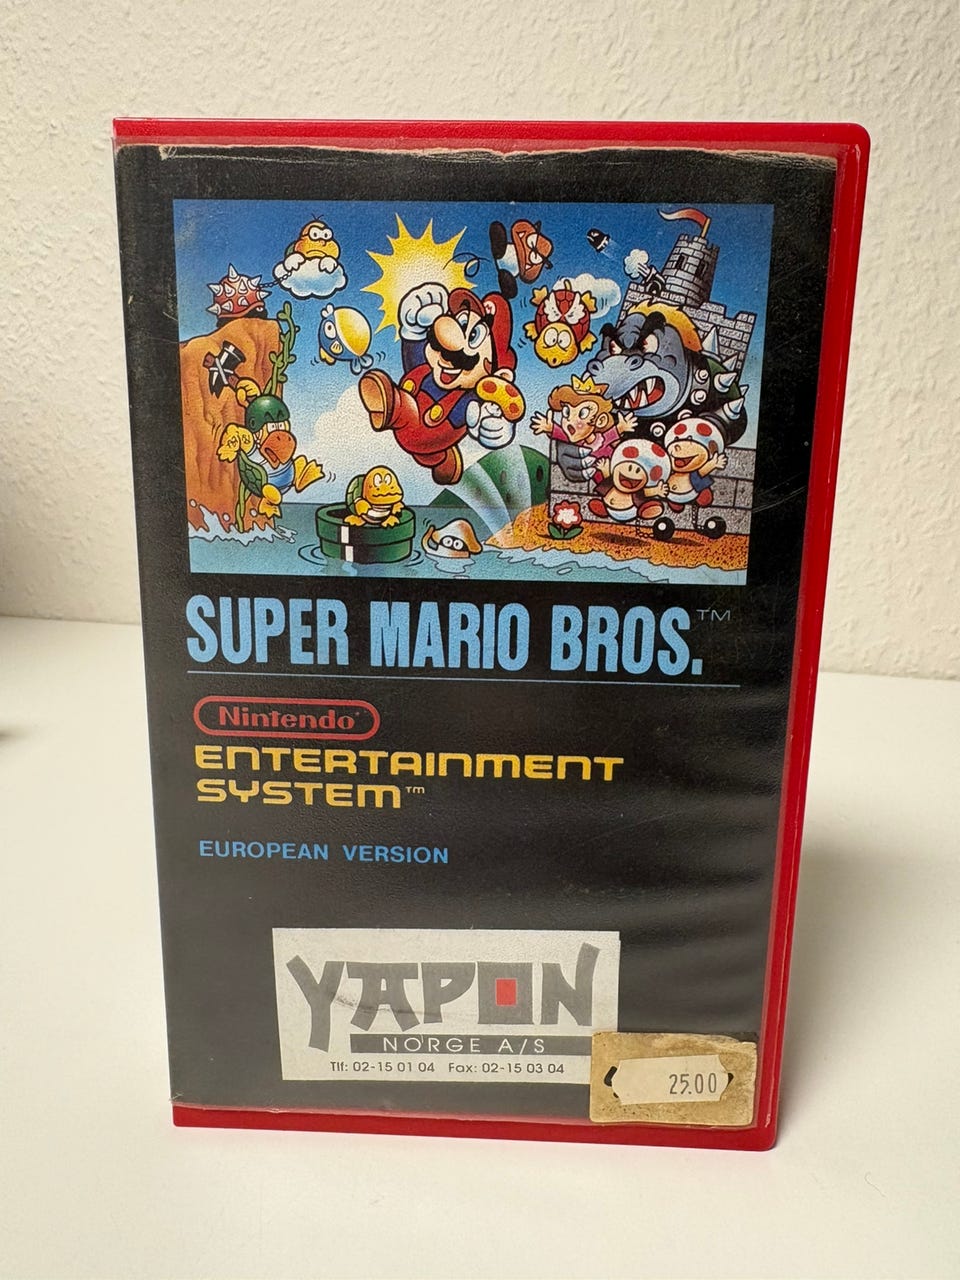 SUPER MARIO BROS.™
Nintendo®
ENTERTAINMENT
SYSTEM™
EUROPEAN VERSION
YAPON
NORGE A/S
Tlf: 02-15 01 04 Fax: 02-15 03 04
25.00